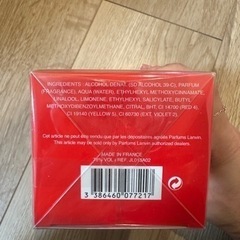 INGREDIENTS : ALCOHOL DENAT. (SD ALCOHOL 39-C), PARFUM
(FRAGRANCE), AQUA (WATER), ETHYLHEXYL METHOXYCINNAMATE,
LINALOOL, LIMONENE, ETHYLHEXYL SALICYLATE, BUTYL
METHOXYDIBENZOYLMETHANE, CITRAL, BHT, CI 14700 (RED 4),
CI 19140 (YELLOW 5), CI 60730 (EXT. VIOLET 2).
Cet article ne peut être vendu que par les dépositaires agréés Parfums Lanvin.
This article may be sold only by Parfums Lanvin authorized dealers.
MADE IN FRANCE
REF. JL013A02
3 386460 077217